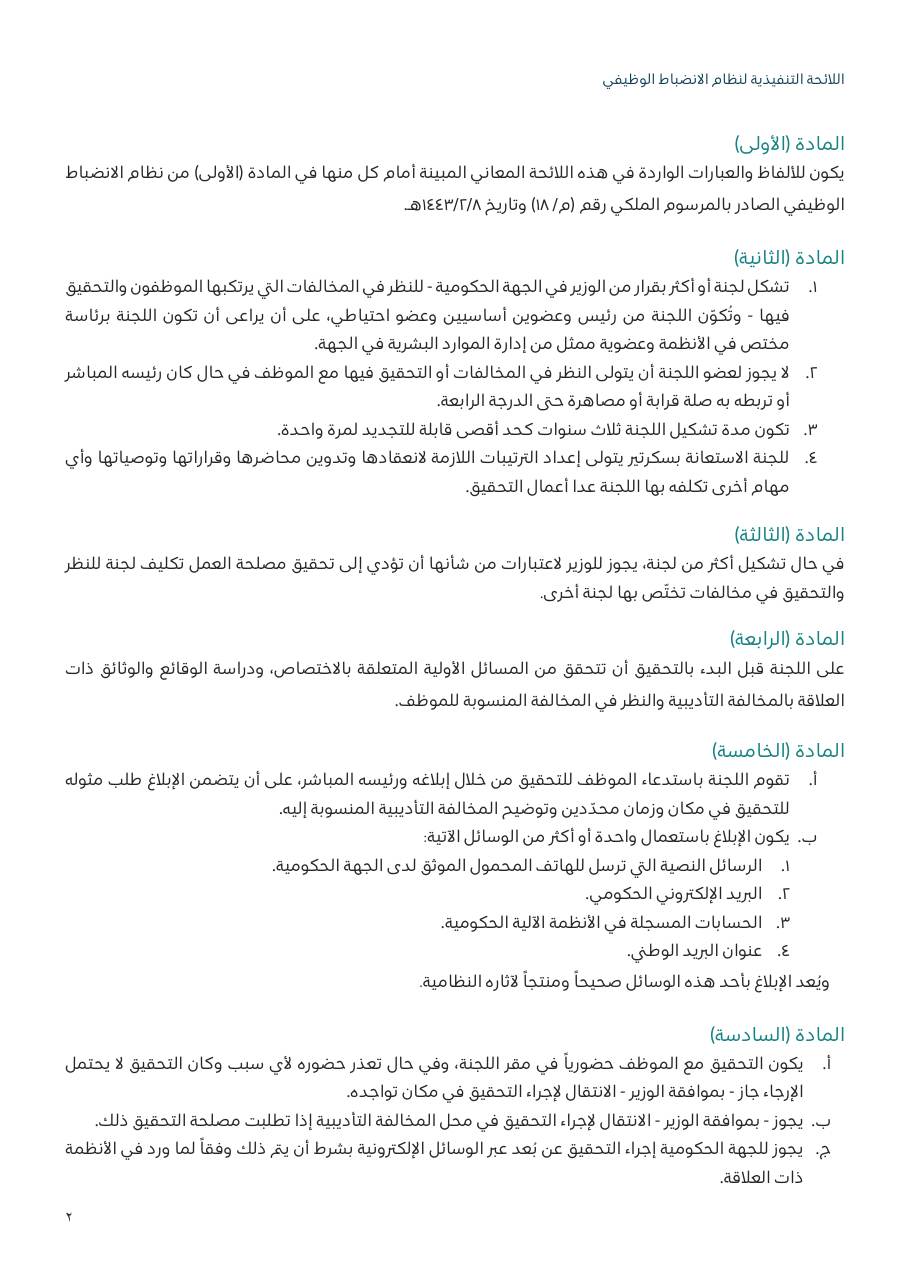 اللائحة التنفيذية لنظام الانضباط الوظيفي
المادة (الأولى)
يكون للألفاظ والعبارات الواردة في هذه اللائحة المعاني المبينة أمام كل منها في المادة (الأولى) من نظام الانضباط
الوظيفي الصادر بالمرسوم الملكي رقم (م/ ١٨) وتاريخ ١٤٤٣/٢/٨هـ.
المادة (الثانية)
١. تشكل لجنة أو أكثر بقرار من الوزير في الجهة الحكومية - للنظر في المخالفات التي يرتكبها الموظفون والتحقيق
فيها - وتُكوّن اللجنة من رئيس وعضوين أساسيين وعضو احتياطي، على أن يراعى أن تكون اللجنة برئاسة
مختص في الأنظمة وعضوية ممثل من إدارة الموارد البشرية في الجهة.
٢. لا يجوز لعضو اللجنة أن يتولى النظر في المخالفات أو التحقيق فيها مع الموظف في حال كان رئيسه المباشر
أو تربطه به صلة قرابة أو مصاهرة حتى الدرجة الرابعة.
٣. تكون مدة تشكيل اللجنة ثلاث سنوات كحد أقصى قابلة للتجديد لمرة واحدة.
٤. للجنة الاستعانة بسكرتير يتولى إعداد الترتيبات اللازمة لانعقادها وتدوين محاضرها وقراراتها وتوصياتها وأي
مهام أخرى تكلفه بها اللجنة عدا أعمال التحقيق.
المادة (الثالثة)
في حال تشكيل أكثر من لجنة، يجوز للوزير لاعتبارات من شأنها أن تؤدي إلى تحقيق مصلحة العمل تكليف لجنة للنظر
والتحقيق في مخالفات تختّص بها لجنة أخرى.
المادة (الرابعة)
على اللجنة قبل البدء بالتحقيق أن تتحقق من المسائل الأولية المتعلقة بالاختصاص، ودراسة الوقائع والوثائق ذات
العلاقة بالمخالفة التأديبية والنظر في المخالفة المنسوبة للموظف.
المادة (الخامسة)
أ. تقوم اللجنة باستدعاء الموظف للتحقيق من خلال إبلاغه ورئيسه المباشر، على أن يتضمن الإبلاغ طلب مثوله
للتحقيق في مكان وزمان محدّدين وتوضيح المخالفة التأديبية المنسوبة إليه.
ب. يكون الإبلاغ باستعمال واحدة أو أكثر من الوسائل الآتية:
١. الرسائل النصية التي ترسل للهاتف المحمول الموثق لدى الجهة الحكومية.
٢. البريد الإلكتروني الحكومي.
٣. الحسابات المسجلة في الأنظمة الآلية الحكومية.
٤. عنوان البريد الوطني.
ويُعد الإبلاغ بأحد هذه الوسائل صحيحاً ومنتجاً لآثاره النظامية.
المادة (السادسة)
أ. يكون التحقيق مع الموظف حضورياً في مقر اللجنة، وفي حال تعذر حضوره لأي سبب وكان التحقيق لا يحتمل
الإرجاء جاز - بموافقة الوزير - الانتقال لإجراء التحقيق في مكان تواجده.
ب. يجوز - بموافقة الوزير - الانتقال لإجراء التحقيق في محل المخالفة التأديبية إذا تطلبت مصلحة التحقيق ذلك.
ج. يجوز للجهة الحكومية إجراء التحقيق عن بُعد عبر الوسائل الإلكترونية بشرط أن يتم ذلك وفقاً لما ورد في الأنظمة
ذات العلاقة.
٢